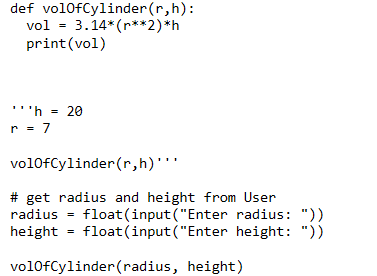 def volOfCylinder(r,h):
  vol = 3.14*(r**2)*h
  print(vol)
'''h = 20
r = 7
volOfCylinder(r,h)'''
# get radius and height from User
radius = float(input("Enter radius: "))
height = float(input("Enter height: "))
volOfCylinder(radius, height)